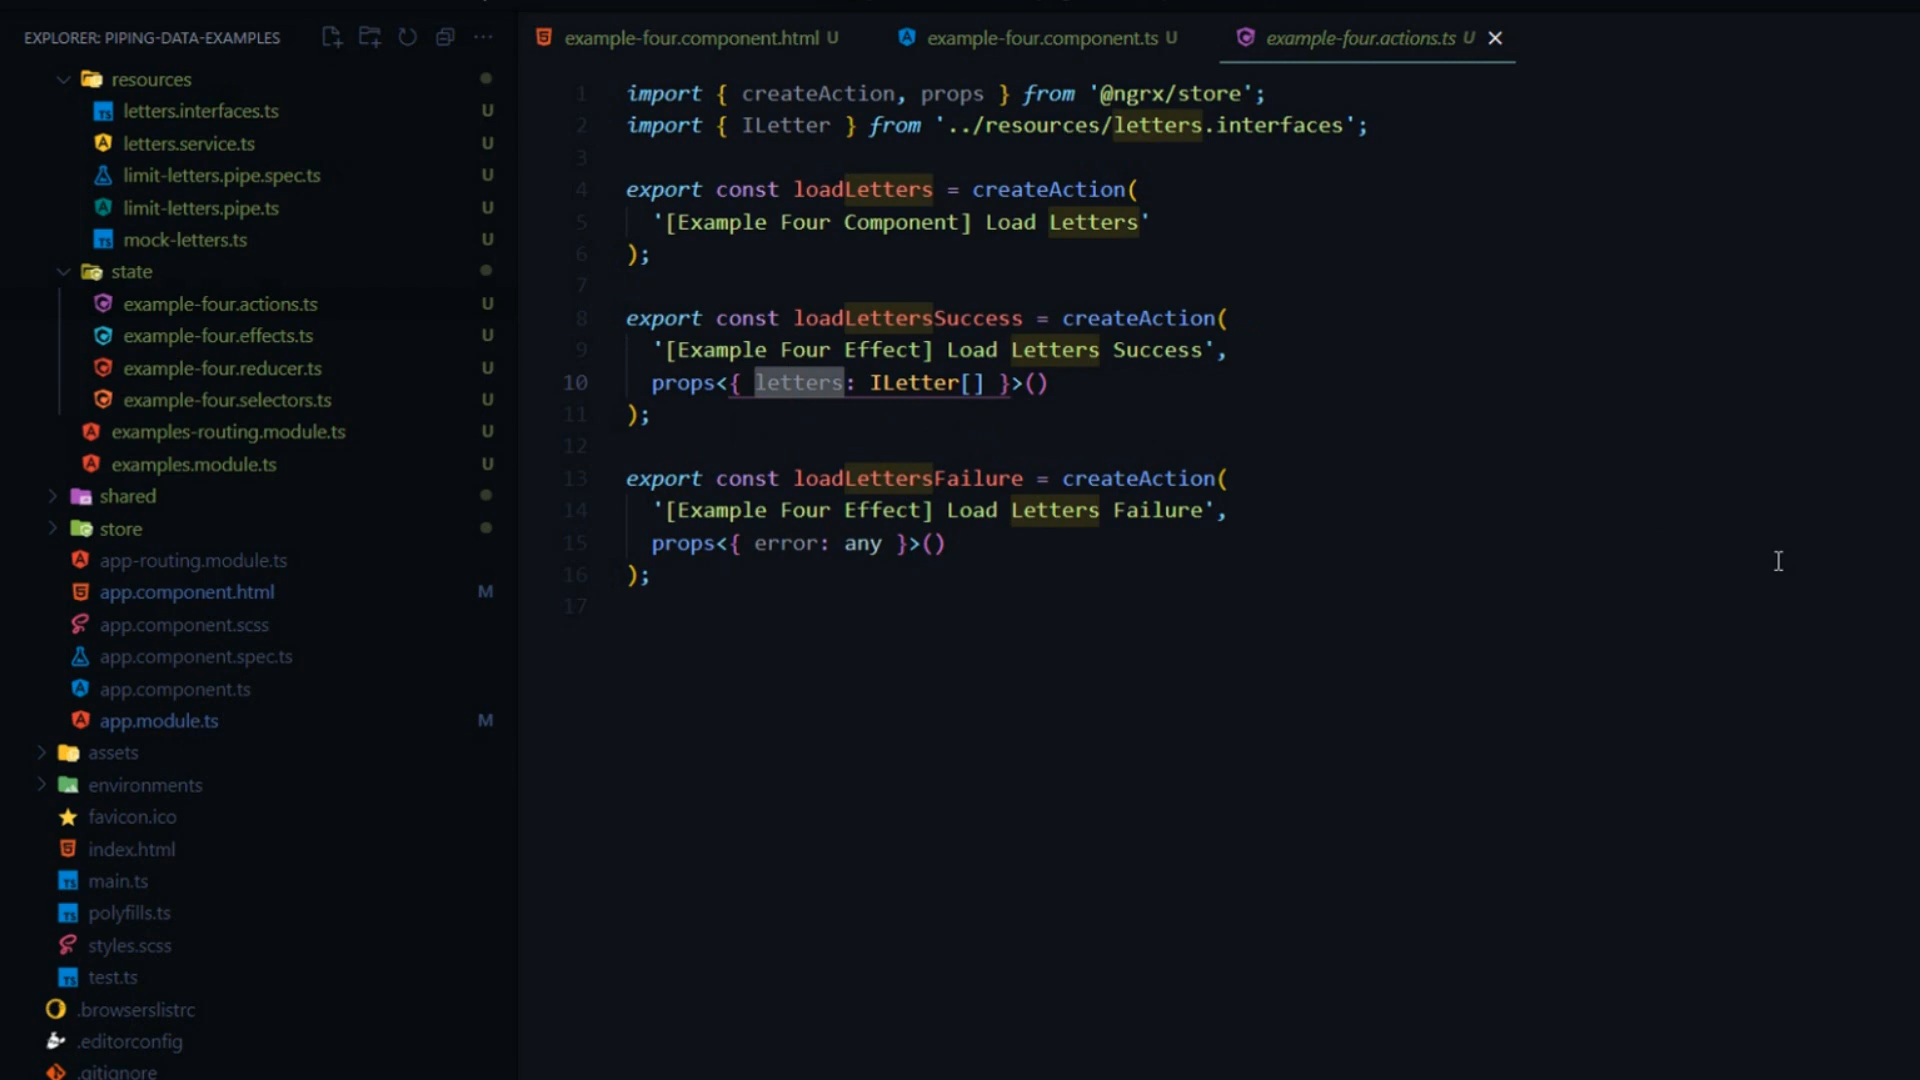 EXPLORER: PIPING-DATA-EXAMPLES
resources
letters.interfaces.ts U
letters.service.ts U
limit-letters.pipe.spec.ts U
limit-letters.pipe.ts U
mock-letters.ts U
state
example-four.actions.ts U
example-four.effects.ts U
example-four.reducer.ts U
example-four.selectors.ts U
examples-routing.module.ts U
examples.module.ts U
shared
store
app-routing.module.ts
app.component.html M
app.component.scss
app.component.spec.ts
app.component.ts
app.module.ts M
assets
environments
favicon.ico
index.html
main.ts
polyfills.ts
styles.scss
test.ts
.browserslistrc
.editorconfig
.gitignore
example-four.component.html U example-four.component.ts U example-four.actions.ts U
1 import { createAction, props } from '@ngrx/store';
2 import { ILetter } from '../resources/letters.interfaces';
3
4 export const loadLetters = createAction(
5 '[Example Four Component] Load Letters'
6 );
7
8 export const loadLettersSuccess = createAction(
9 '[Example Four Effect] Load Letters Success',
10 props<{ letters: ILetter[] }>()
11 );
12
13 export const loadLettersFailure = createAction(
14 '[Example Four Effect] Load Letters Failure',
15 props<{ error: any }>()
16 );
17